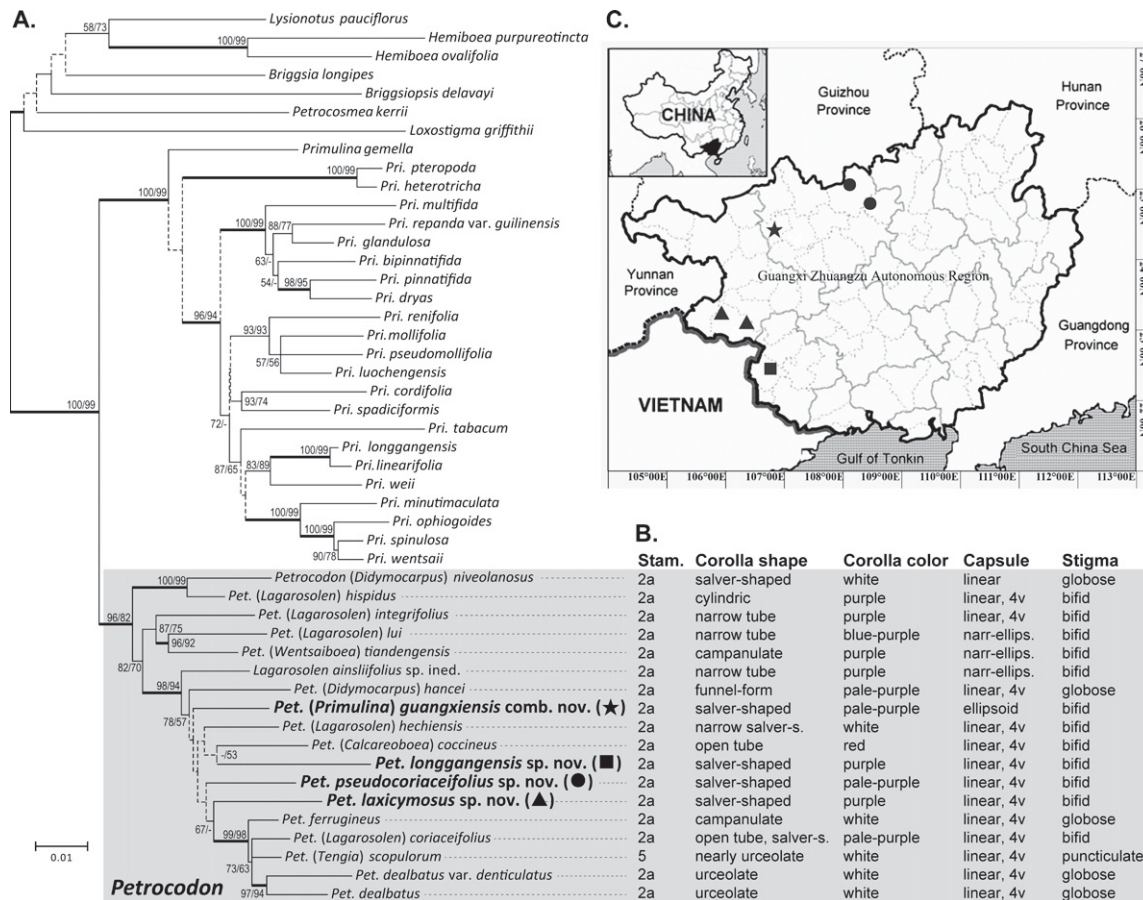 A.
Lysionotus pauciflorus
58/73
Hemiboea purpureotincta
100/99
Hemiboea ovalifolia
Briggsia longipes
Briggsiopsis delavayi
Petrocosmea kerrii
Loxostigma griffithii
Primulina gemella
100/99
Pri. pteropoda
100/99
Pri. heterotricha
Pri. multifida
100/99
Pri. repanda var. guilinensis
88/77
Pri. glandulosa
63/-
Pri. bipinnatifida
54/-
Pri. pinnatifida
98/95
Pri. dryas
96/94
Pri. renifolia
93/93
Pri. mollifolia
Pri. pseudomollifolia
57/56
Pri. luochengensis
Pri. cordifolia
93/74
Pri. spadiciformis
100/99
72/-
Pri. tabacum
Pri. longgangensis
100/99
87/65
83/89
Pri. linearifolia
Pri. weii
Pri. minutimaculata
100/99
Pri. ophiogoides
100/99
Pri. spinulosa
90/78
Pri. wentsaii
C.
CHINA
Guizhou Province
Hunan Province
Yunnan Province
Guangxi Zhuangzu Autonomous Region
Guangdong Province
VIETNAM
Gulf of Tonkin
South China Sea
105°00E 106°00E 107°00E 108°00E 109°00E 110°00E 111°00E 112°00E 113°00E
B.
Stam. Corolla shape Corolla color Capsule Stigma
Petrocodon (Didymocarpus) niveolanosus 2a salver-shaped white linear globose
100/99
Pet. (Lagarosolen) hispidus 2a cylindric purple linear, 4v bifid
96/82
Pet. (Lagarosolen) integrifolius 2a narrow tube purple linear, 4v bifid
87/75
Pet. (Lagarosolen) lui 2a narrow tube blue-purple narr-ellips. bifid
96/92
Pet. (Wentsaiboea) tiandengensis 2a campanulate purple narr-ellips. bifid
82/70
Lagarosolen ainsliifolius sp. ined. 2a narrow tube purple narr-ellips. bifid
98/94
Pet. (Didymocarpus) hancei 2a funnel-form pale-purple linear, 4v globose
Pet. (Primulina) guangxiensis comb. nov. (★) 2a salver-shaped pale-purple ellipsoid bifid
78/57
Pet. (Lagarosolen) hechiensis 2a narrow salver-s. white linear, 4v bifid
Pet. (Calcareoboea) coccineus 2a open tube red linear, 4v bifid
-/53
Pet. longgangensis sp. nov. (■) 2a salver-shaped purple linear, 4v bifid
Pet. pseudocoriaceifolius sp. nov. (●) 2a salver-shaped pale-purple linear, 4v bifid
Pet. laxicymosus sp. nov. (▲) 2a salver-shaped purple linear, 4v bifid
67/-
Pet. ferrugineus 2a campanulate white linear, 4v globose
99/98
Pet. (Lagarosolen) coriaceifolius 2a open tube, salver-s. pale-purple linear, 4v bifid
0.01
Pet. (Tengia) scopulorum 5 nearly urceolate white linear, 4v puncticulate
73/63
Pet. dealbatus var. denticulatus 2a urceolate white linear, 4v globose
97/94
Pet. dealbatus 2a urceolate white linear, 4v globose
Petrocodon